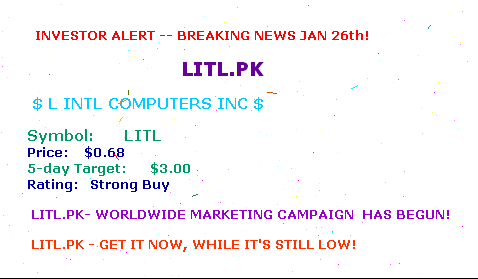 INVESTOR ALERT -- BREAKING NEWS JAN 26th!
LITL.PK
$ L INTL COMPUTERS INC $
Symbol: LITL
Price: $0.68
5-day Target: $3.00
Rating: Strong Buy
LITL.PK- WORLDWIDE MARKETING CAMPAIGN HAS BEGUN!
LITL.PK - GET IT NOW, WHILE IT'S STILL LOW!